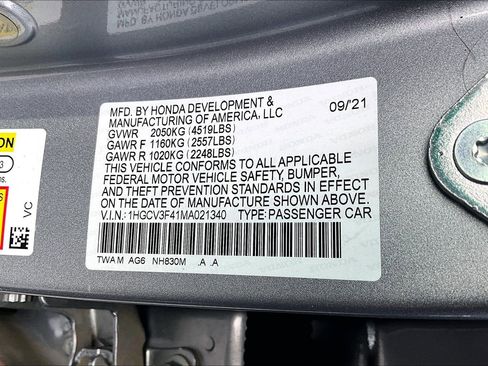 MFD. BY HONDA DEVELOPMENT &
MANUFACTURING OF AMERICA, LLC 09/'21
GVWR 2050KG (4519LBS)
GAWR F 1160KG (2557LBS)
GAWR R 1020KG (2248LBS)
THIS VEHICLE CONFORMS TO ALL APPLICABLE
FEDERAL MOTOR VEHICLE SAFETY, BUMPER,
AND THEFT PREVENTION STANDARDS IN EFFECT
ON THE DATE OF MANUFACTURE SHOWN ABOVE.
V.I.N.: 1HGCV3F41MA021340 TYPE: PASSENGER CAR
TWA M AG6 NH830M .A .A
VC